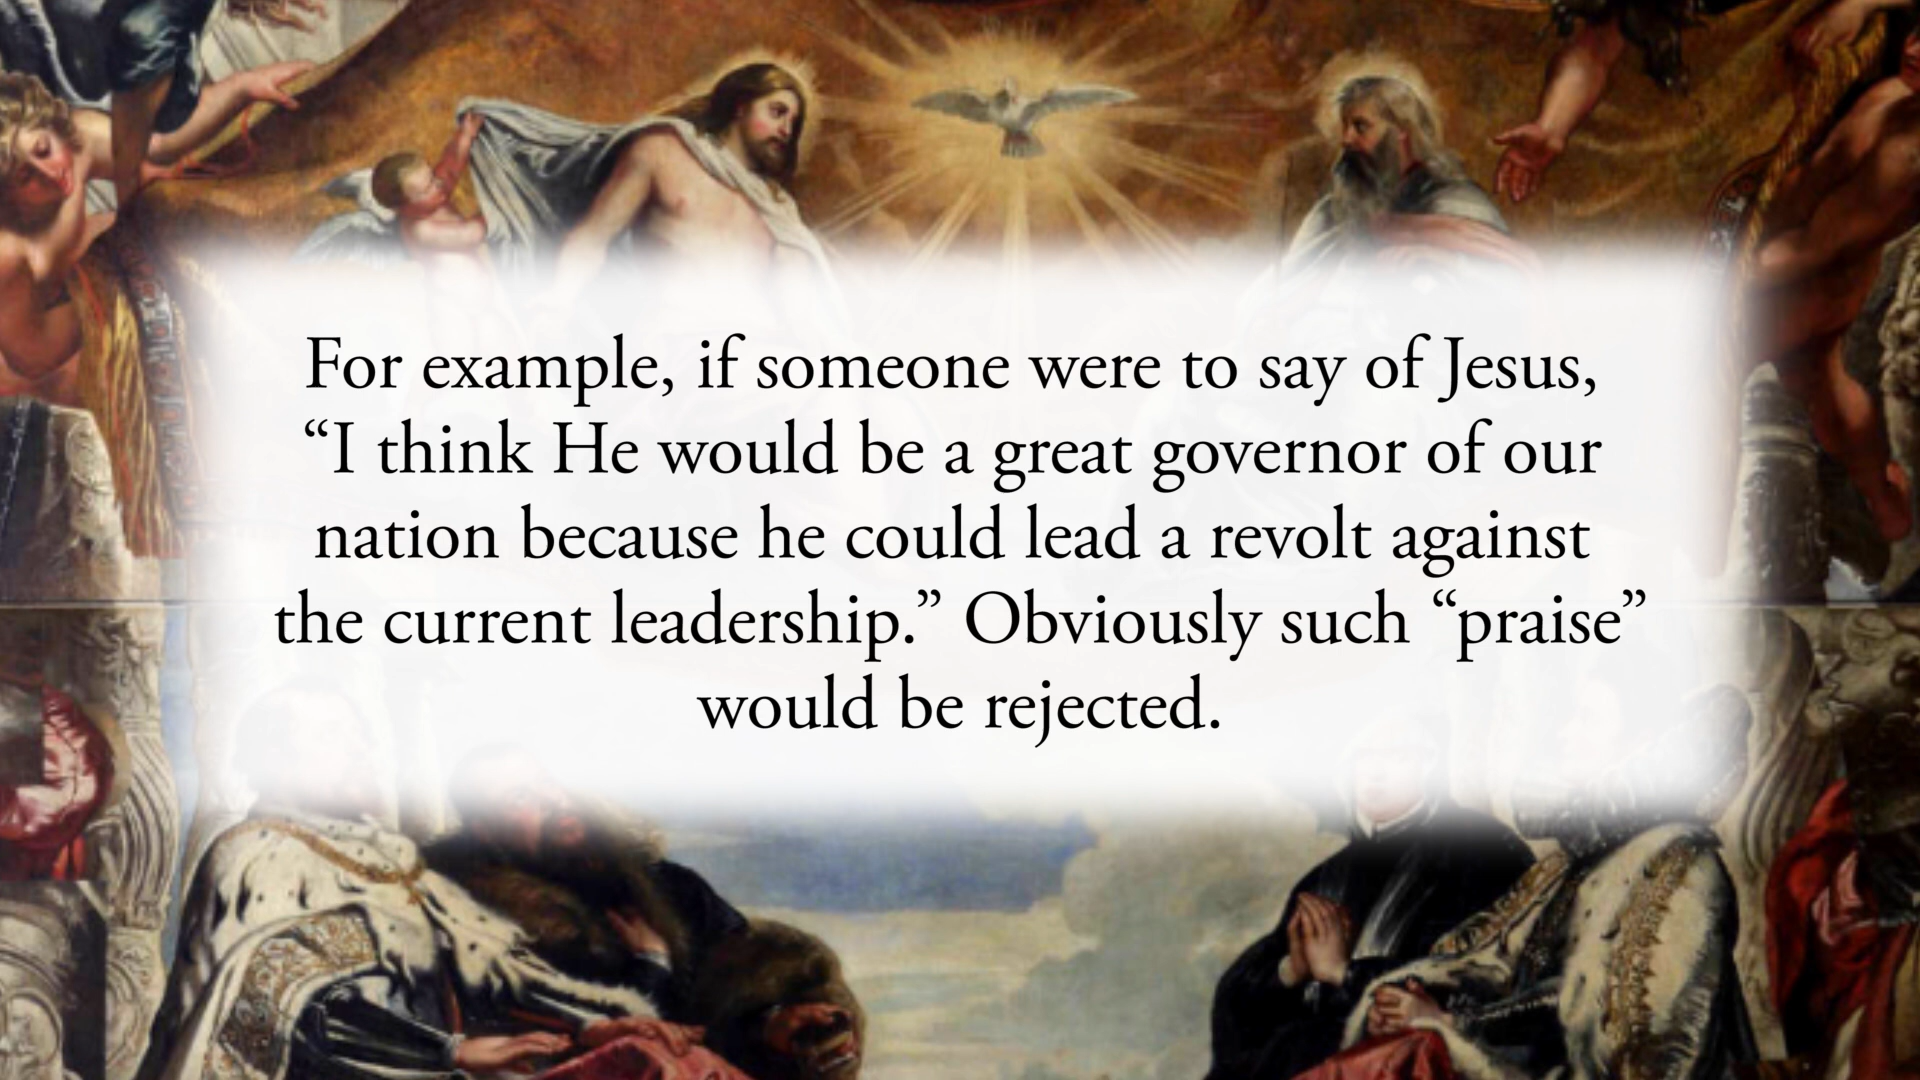 For example, if someone were to say of Jesus,
“I think He would be a great governor of our
nation because he could lead a revolt against
the current leadership.” Obviously such “praise”
would be rejected.